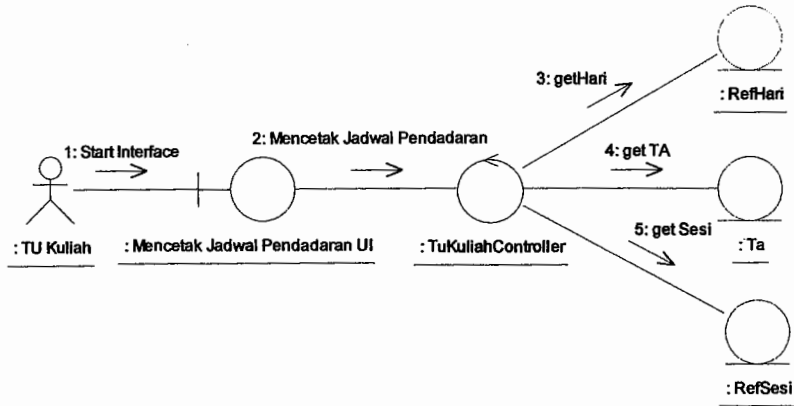 3: getHari
: RefHari
1: Start Interface
2: Mencetak Jadwal Pendadaran
4: get TA
: TU Kuliah
: Mencetak Jadwal Pendadaran UI
: TuKuliahController
5: get Sesi
: Ta
: RefSesi